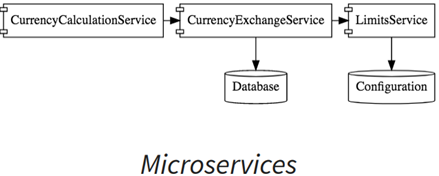 CurrencyCalculationService
CurrencyExchangeService
LimitsService
Database
Configuration
Microservices